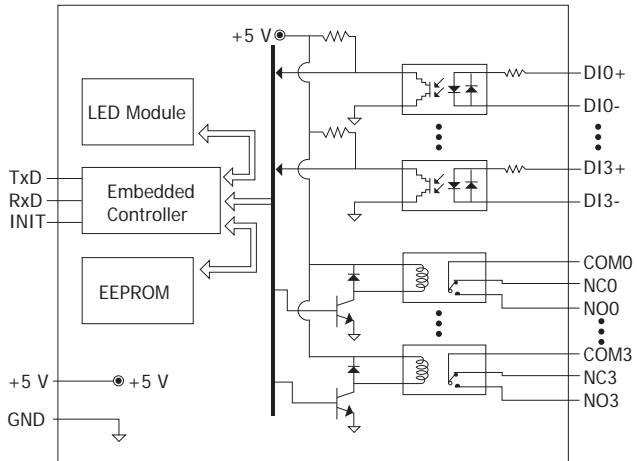 +5 V
LED Module
DI0+
DI0-
DI3+
DI3-
TxD
RxD
INIT
Embedded
Controller
EEPROM
COM0
NC0
NO0
COM3
NC3
NO3
+5 V
+5 V
GND